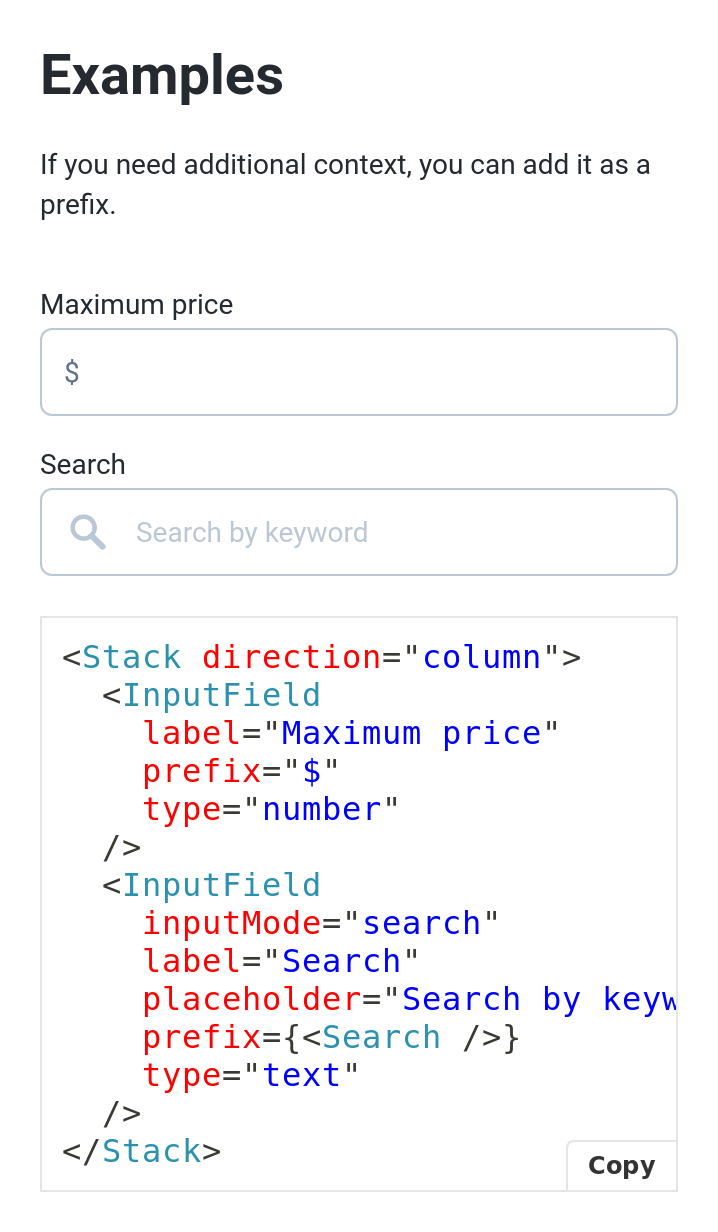 Examples
If you need additional context, you can add it as a
prefix.
Maximum price
$
Search
Search by keyword
<Stack direction="column">
  <InputField
    label="Maximum price"
    prefix="$"
    type="number"
  />
  <InputField
    inputMode="search"
    label="Search"
    placeholder="Search by keyw
    prefix={<Search />}
    type="text"
  />
</Stack>
Copy